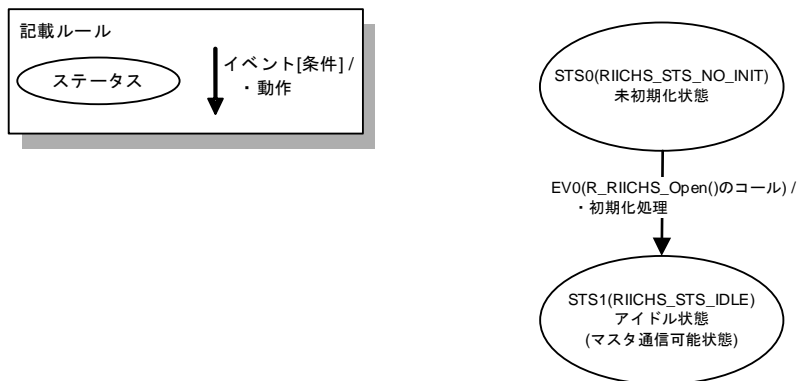 記載ルール
ステータス
イベント[条件] /
・動作
STS0(RIICHS_STS_NO_INIT)
未初期化状態
EV0(R_RIICHS_Open()のコール) /
・初期化処理
STS1(RIICHS_STS_IDLE)
アイドル状態
(マスタ通信可能状態)